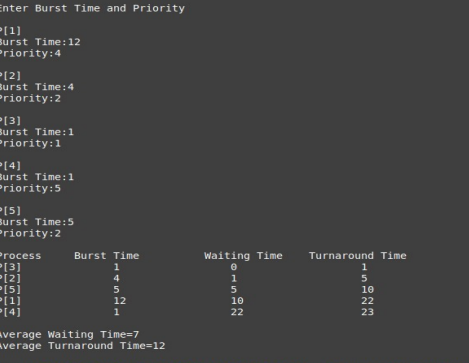 Enter Burst Time and Priority
P[1]
Burst Time:12
Priority:4
P[2]
Burst Time:4
Priority:2
P[3]
Burst Time:1
Priority:1
P[4]
Burst Time:1
Priority:5
P[5]
Burst Time:5
Priority:2
Process Burst Time Waiting Time Turnaround Time
P[3] 1 0 1
P[2] 4 1 5
P[5] 5 5 10
P[1] 12 10 22
P[4] 1 22 23
Average Waiting Time=7
Average Turnaround Time=12